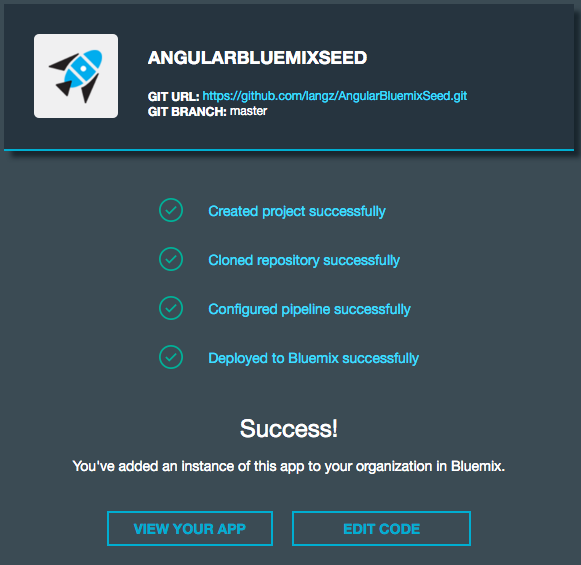 ANGULARBLUEMIXSEED
GIT URL: https://github.com/langz/AngularBluemixSeed.git
GIT BRANCH: master
Created project successfully
Cloned repository successfully
Configured pipeline successfully
Deployed to Bluemix successfully
Success!
You've added an instance of this app to your organization in Bluemix.
VIEW YOUR APP
EDIT CODE